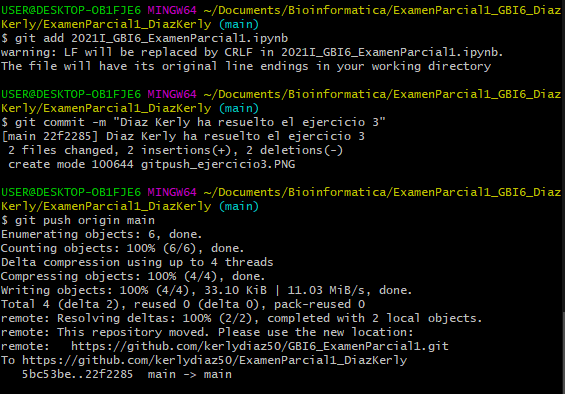 USER@DESKTOP-OB1FJE6 MINGW64 ~/Documents/Bioinformatica/ExamenParcial1_GBI6_Diaz
Kerly/ExamenParcial1_DiazKerly (main)
$ git add 2021I_GBI6_ExamenParcial1.ipynb
warning: LF will be replaced by CRLF in 2021I_GBI6_ExamenParcial1.ipynb.
The file will have its original line endings in your working directory
USER@DESKTOP-OB1FJE6 MINGW64 ~/Documents/Bioinformatica/ExamenParcial1_GBI6_Diaz
Kerly/ExamenParcial1_DiazKerly (main)
$ git commit -m "Diaz Kerly ha resuelto el ejercicio 3"
[main 22f2285] Diaz Kerly ha resuelto el ejercicio 3
 2 files changed, 2 insertions(+), 2 deletions(-)
 create mode 100644 gitpush_ejercicio3.PNG
USER@DESKTOP-OB1FJE6 MINGW64 ~/Documents/Bioinformatica/ExamenParcial1_GBI6_Diaz
Kerly/ExamenParcial1_DiazKerly (main)
$ git push origin main
Enumerating objects: 6, done.
Counting objects: 100% (6/6), done.
Delta compression using up to 4 threads
Compressing objects: 100% (4/4), done.
Writing objects: 100% (4/4), 33.10 KiB | 11.03 MiB/s, done.
Total 4 (delta 2), reused 0 (delta 0), pack-reused 0
remote: Resolving deltas: 100% (2/2), completed with 2 local objects.
remote: This repository moved. Please use the new location:
remote:   https://github.com/kerlydiaz50/GBI6_ExamenParcial1.git
To https://github.com/kerlydiaz50/ExamenParcial1_DiazKerly
   5bc53be..22f2285  main -> main